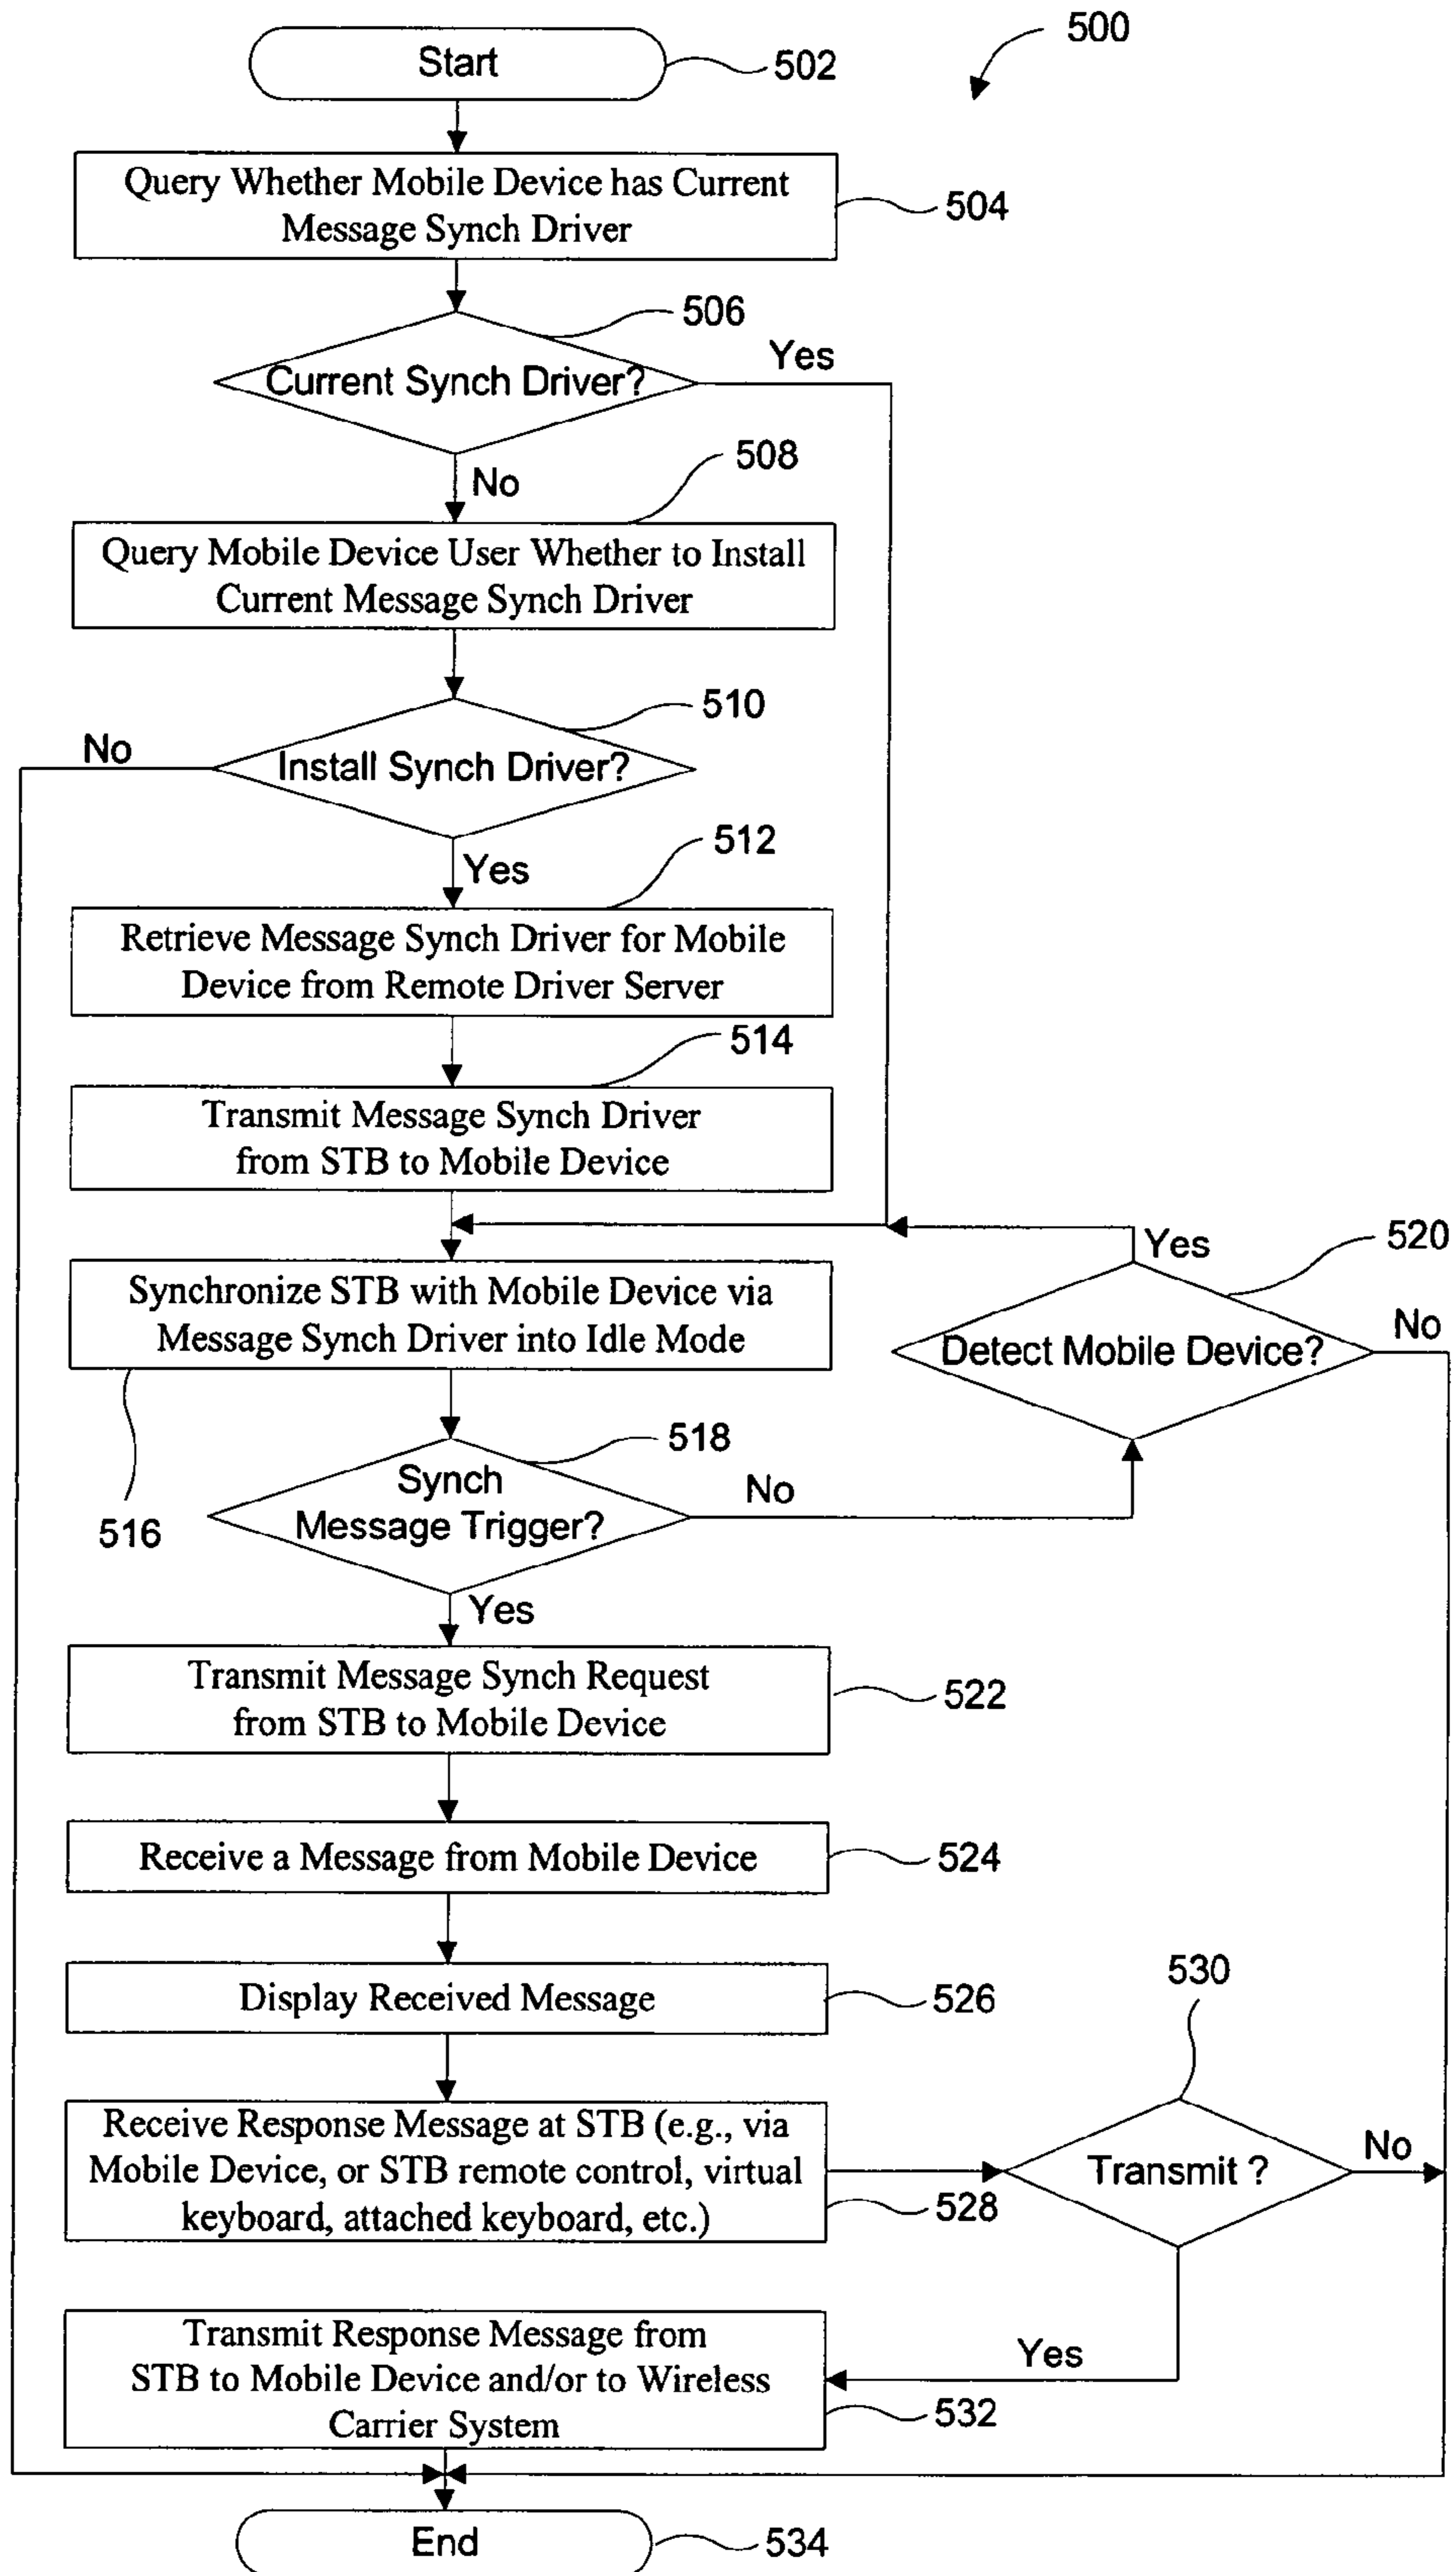 500
Start
502
Query Whether Mobile Device has Current
Message Synch Driver
504
506
Current Synch Driver?
Yes
No
508
Query Mobile Device User Whether to Install
Current Message Synch Driver
510
No
Install Synch Driver?
Yes
512
Retrieve Message Synch Driver for Mobile
Device from Remote Driver Server
514
Transmit Message Synch Driver
from STB to Mobile Device
Synchronize STB with Mobile Device via
Message Synch Driver into Idle Mode
516
Yes
520
Detect Mobile Device?
No
518
Synch
Message Trigger?
No
Yes
Transmit Message Synch Request
from STB to Mobile Device
522
Receive a Message from Mobile Device
524
Display Received Message
526
Receive Response Message at STB (e.g., via
Mobile Device, or STB remote control, virtual
keyboard, attached keyboard, etc.)
528
530
Transmit ?
No
Yes
Transmit Response Message from
STB to Mobile Device and/or to Wireless
Carrier System
532
End
534